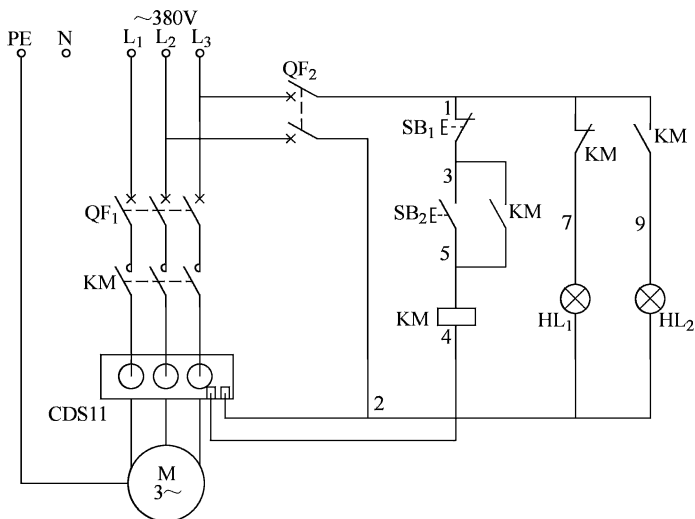 ~380V
PE N L₁ L₂ L₃
QF₂
1
SB₁
KM
KM
3
QF₁
SB₂
KM
7
9
5
KM
KM
HL₁
HL₂
4
CDS11
2
M
3~